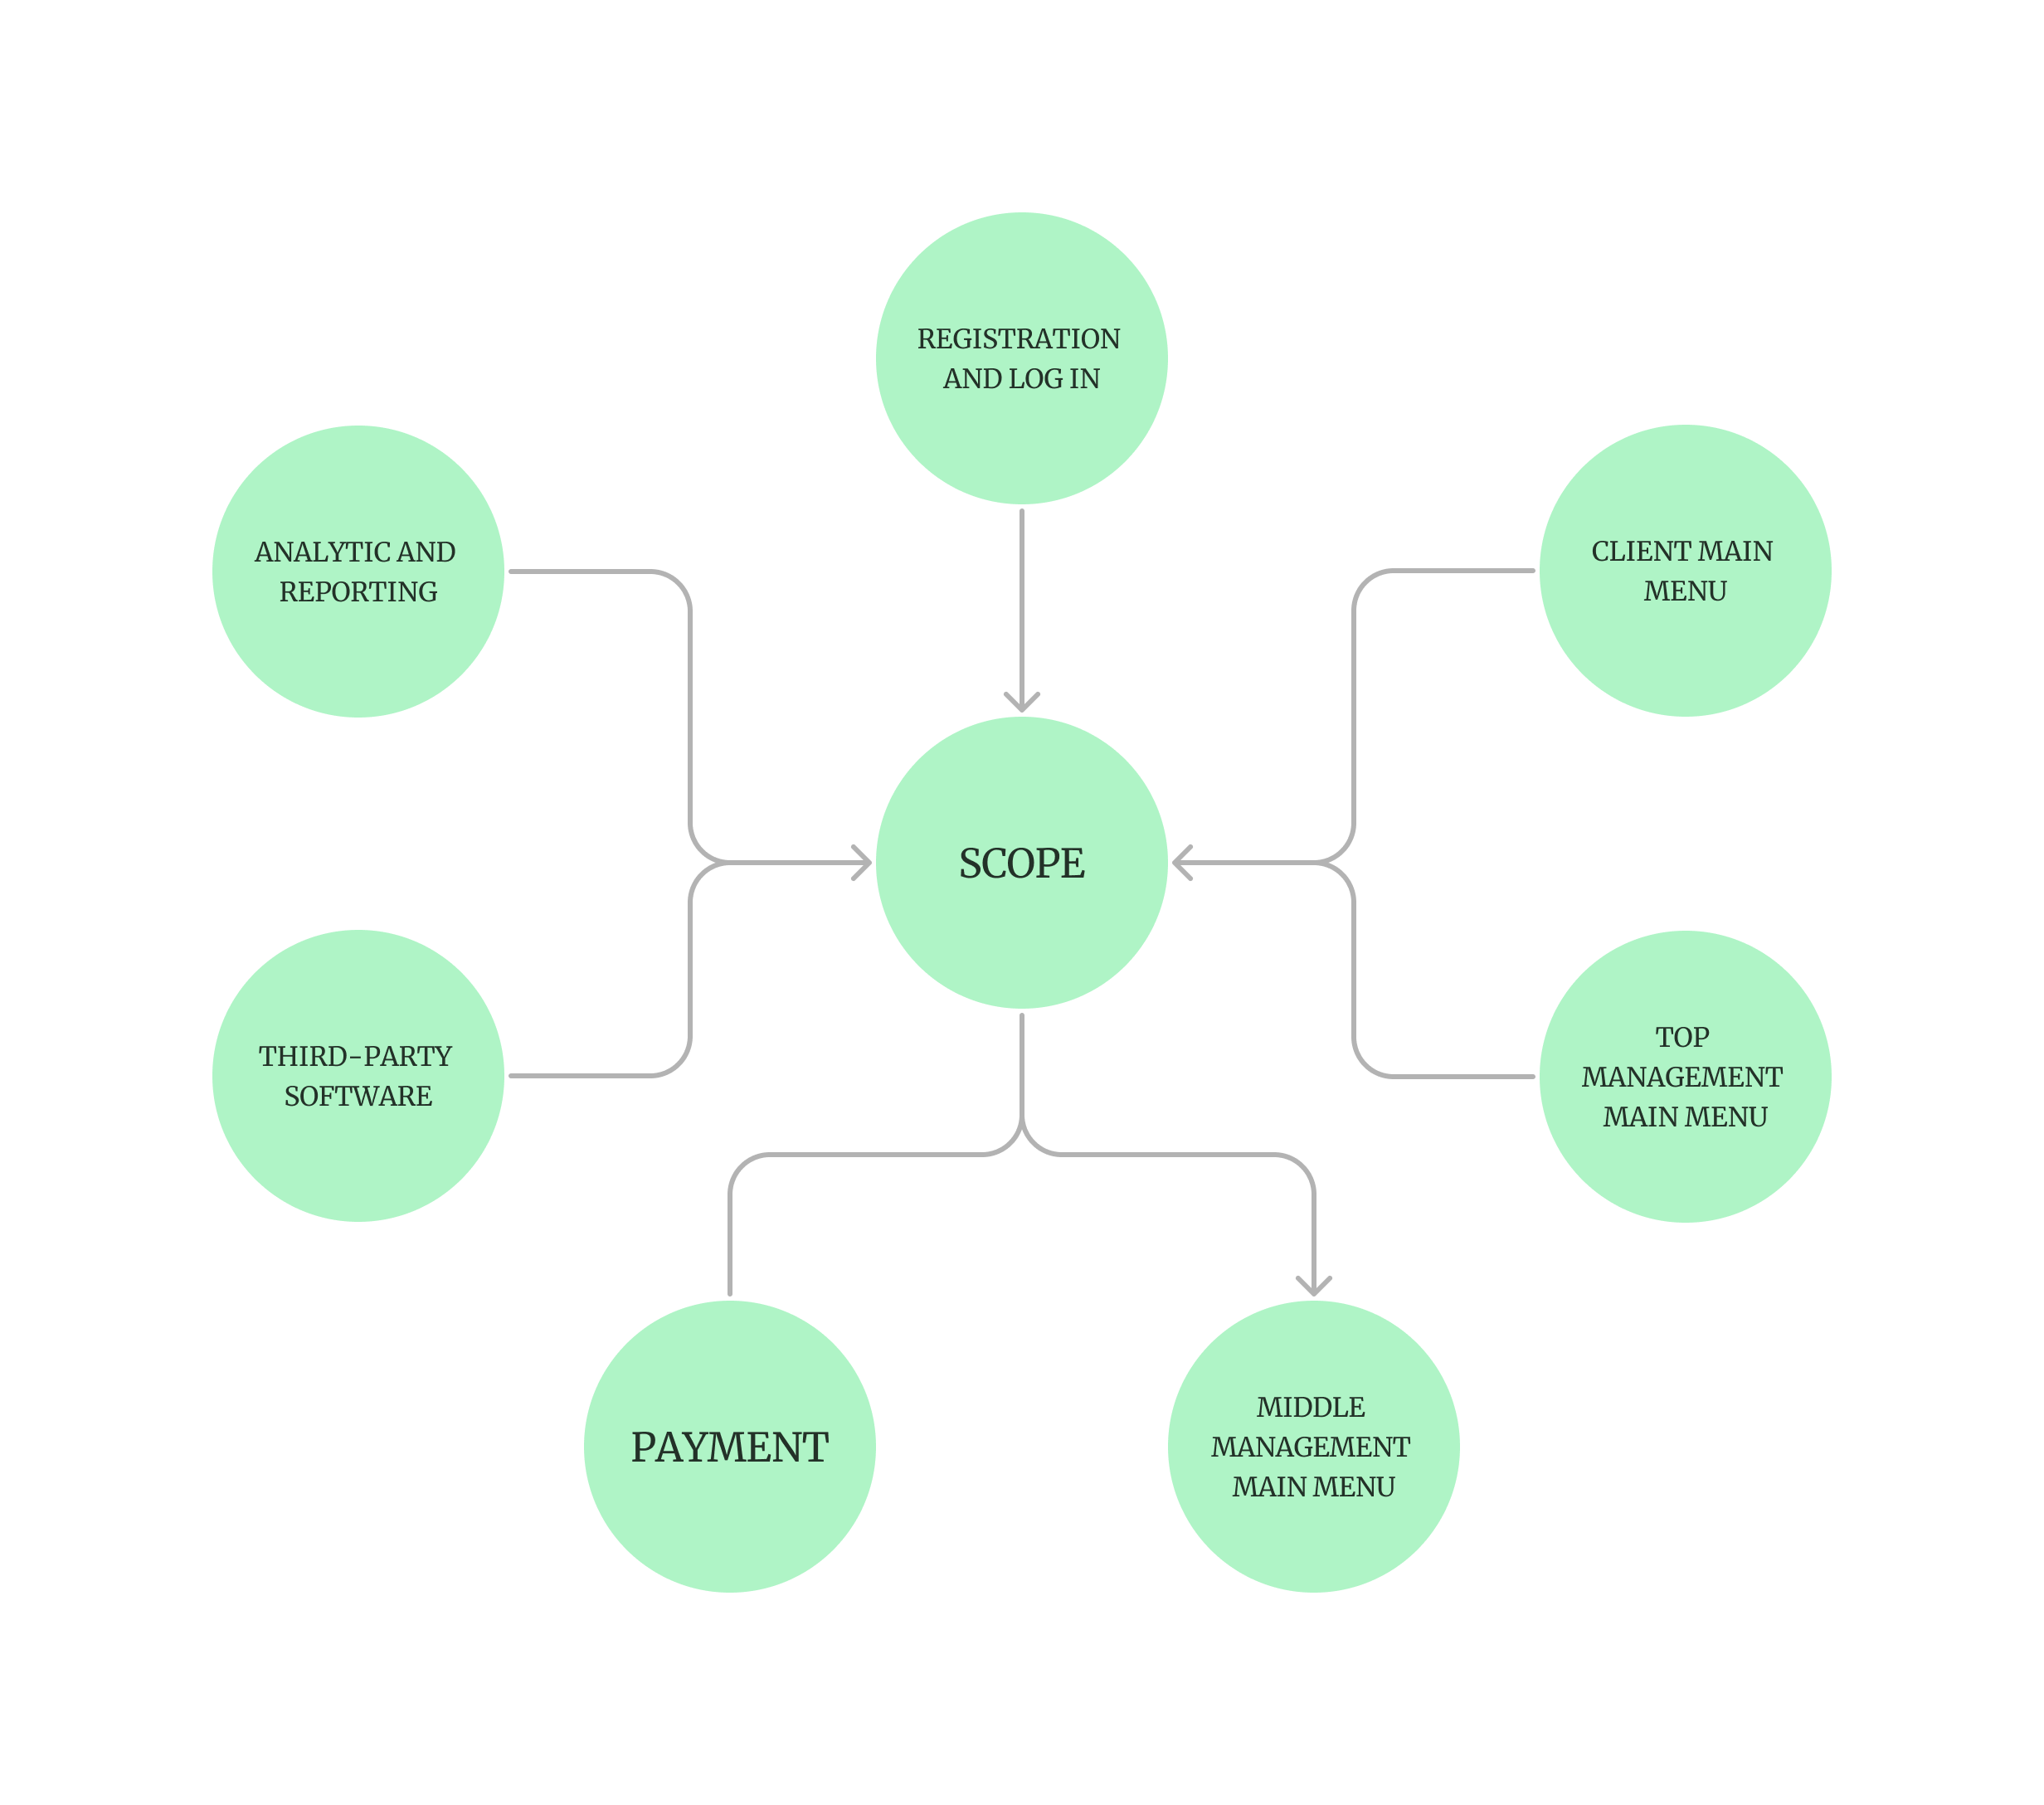 REGISTRATION
AND LOG IN
ANALYTIC AND
REPORTING
CLIENT MAIN
MENU
SCOPE
THIRD-PARTY
SOFTWARE
TOP
MANAGEMENT
MAIN MENU
PAYMENT
MIDDLE
MANAGEMENT
MAIN MENU